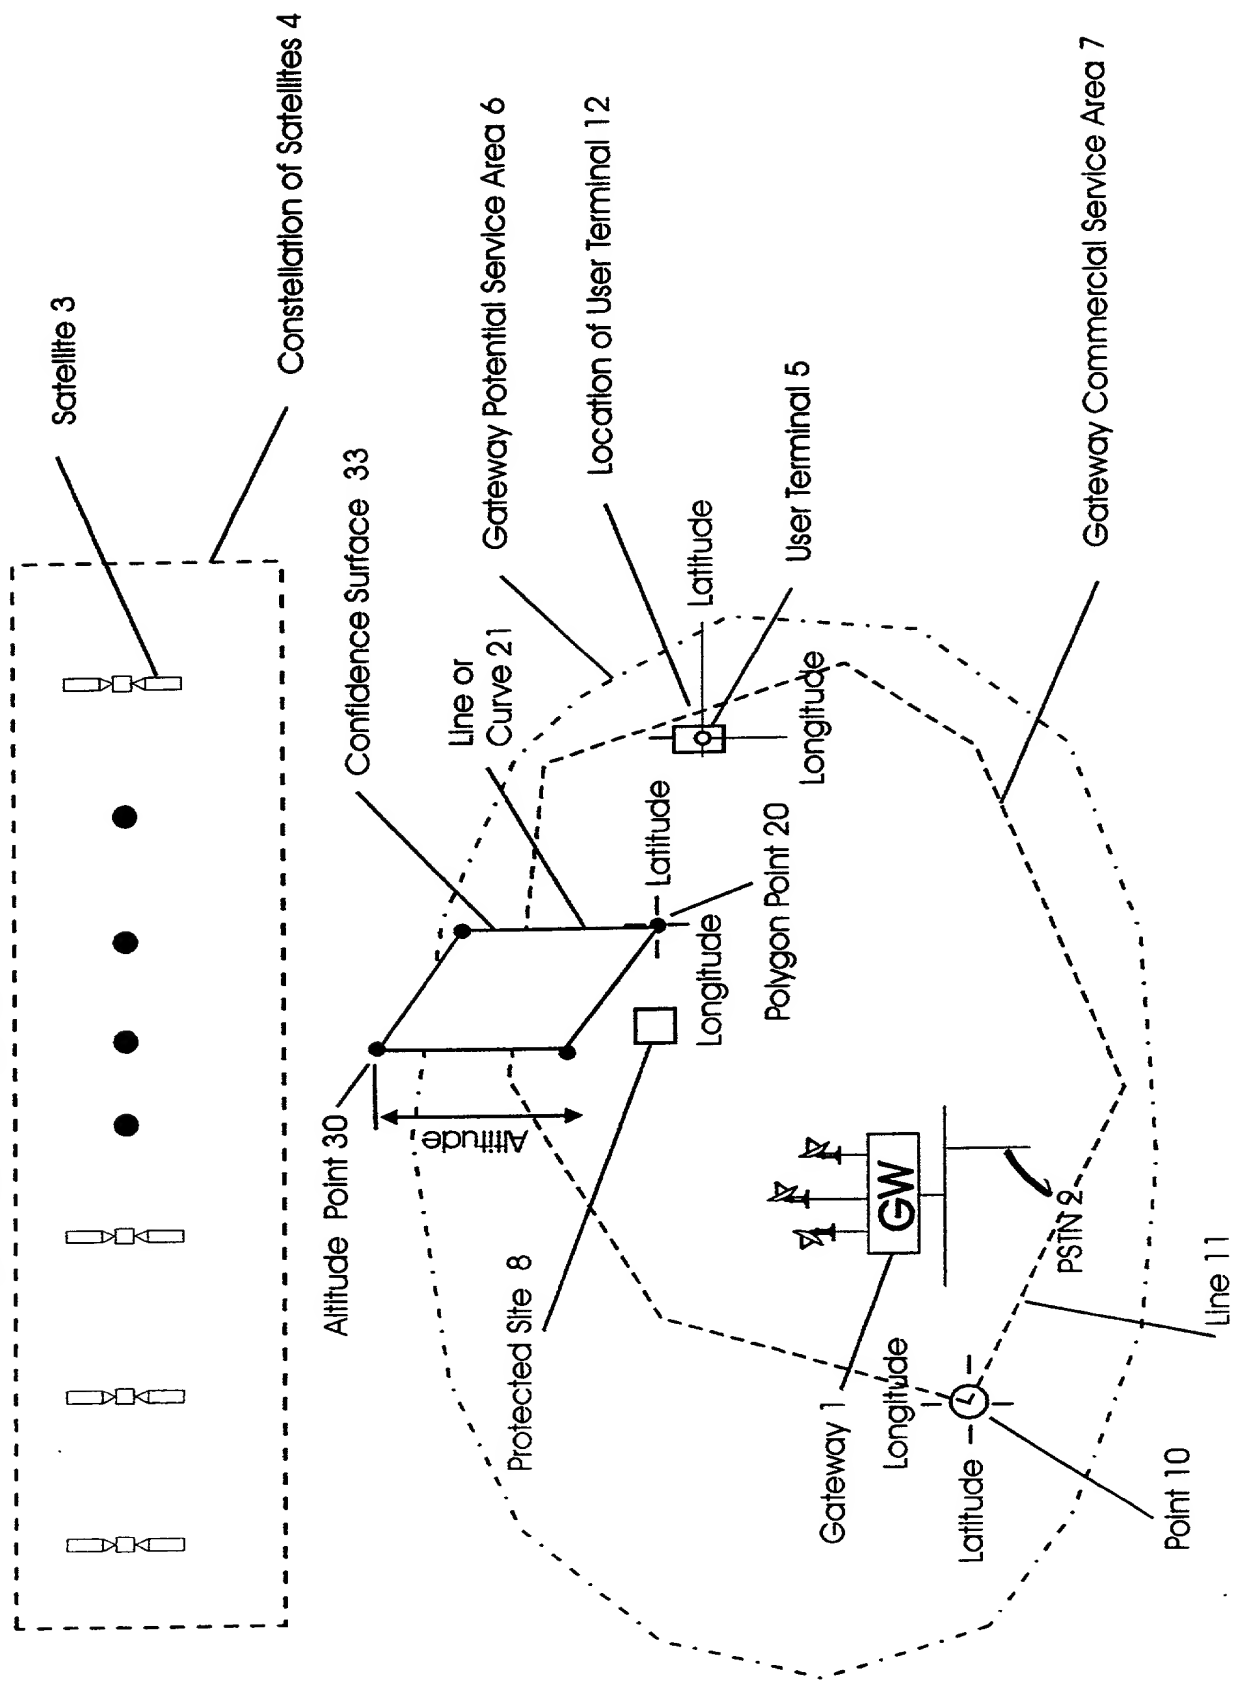 Satellite 3
Constellation of Satellites 4
Confidence Surface 33
Line or
Curve 21
Gateway Potential Service Area 6
Location of User Terminal 12
Latitude
User Terminal 5
Longitude
Gateway Commercial Service Area 7
Altitude Point 30
Altitude
Latitude
Longitude
Polygon Point 20
Protected Site 8
GW
PSTN 2
Gateway 1
Longitude
Latitude
Point 10
Line 11